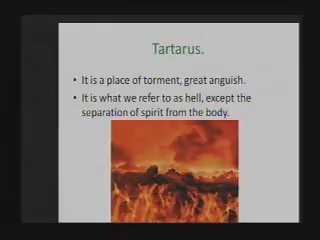 Tartarus.
• It is a place of torment, great anguish.
• It is what we refer to as hell, except the
separation of spirit from the body.